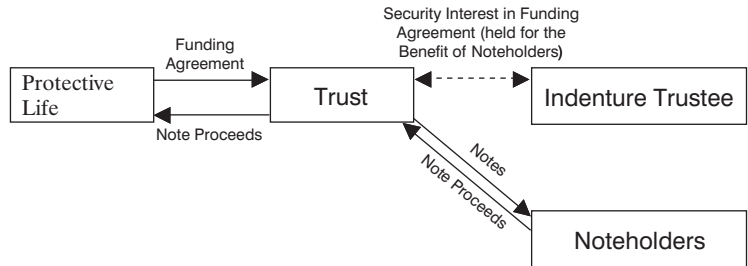 Security Interest in Funding
Agreement (held for the
Benefit of Noteholders)
Funding
Agreement
Protective
Life
Trust
Indenture Trustee
Note Proceeds
Notes
Note Proceeds
Noteholders